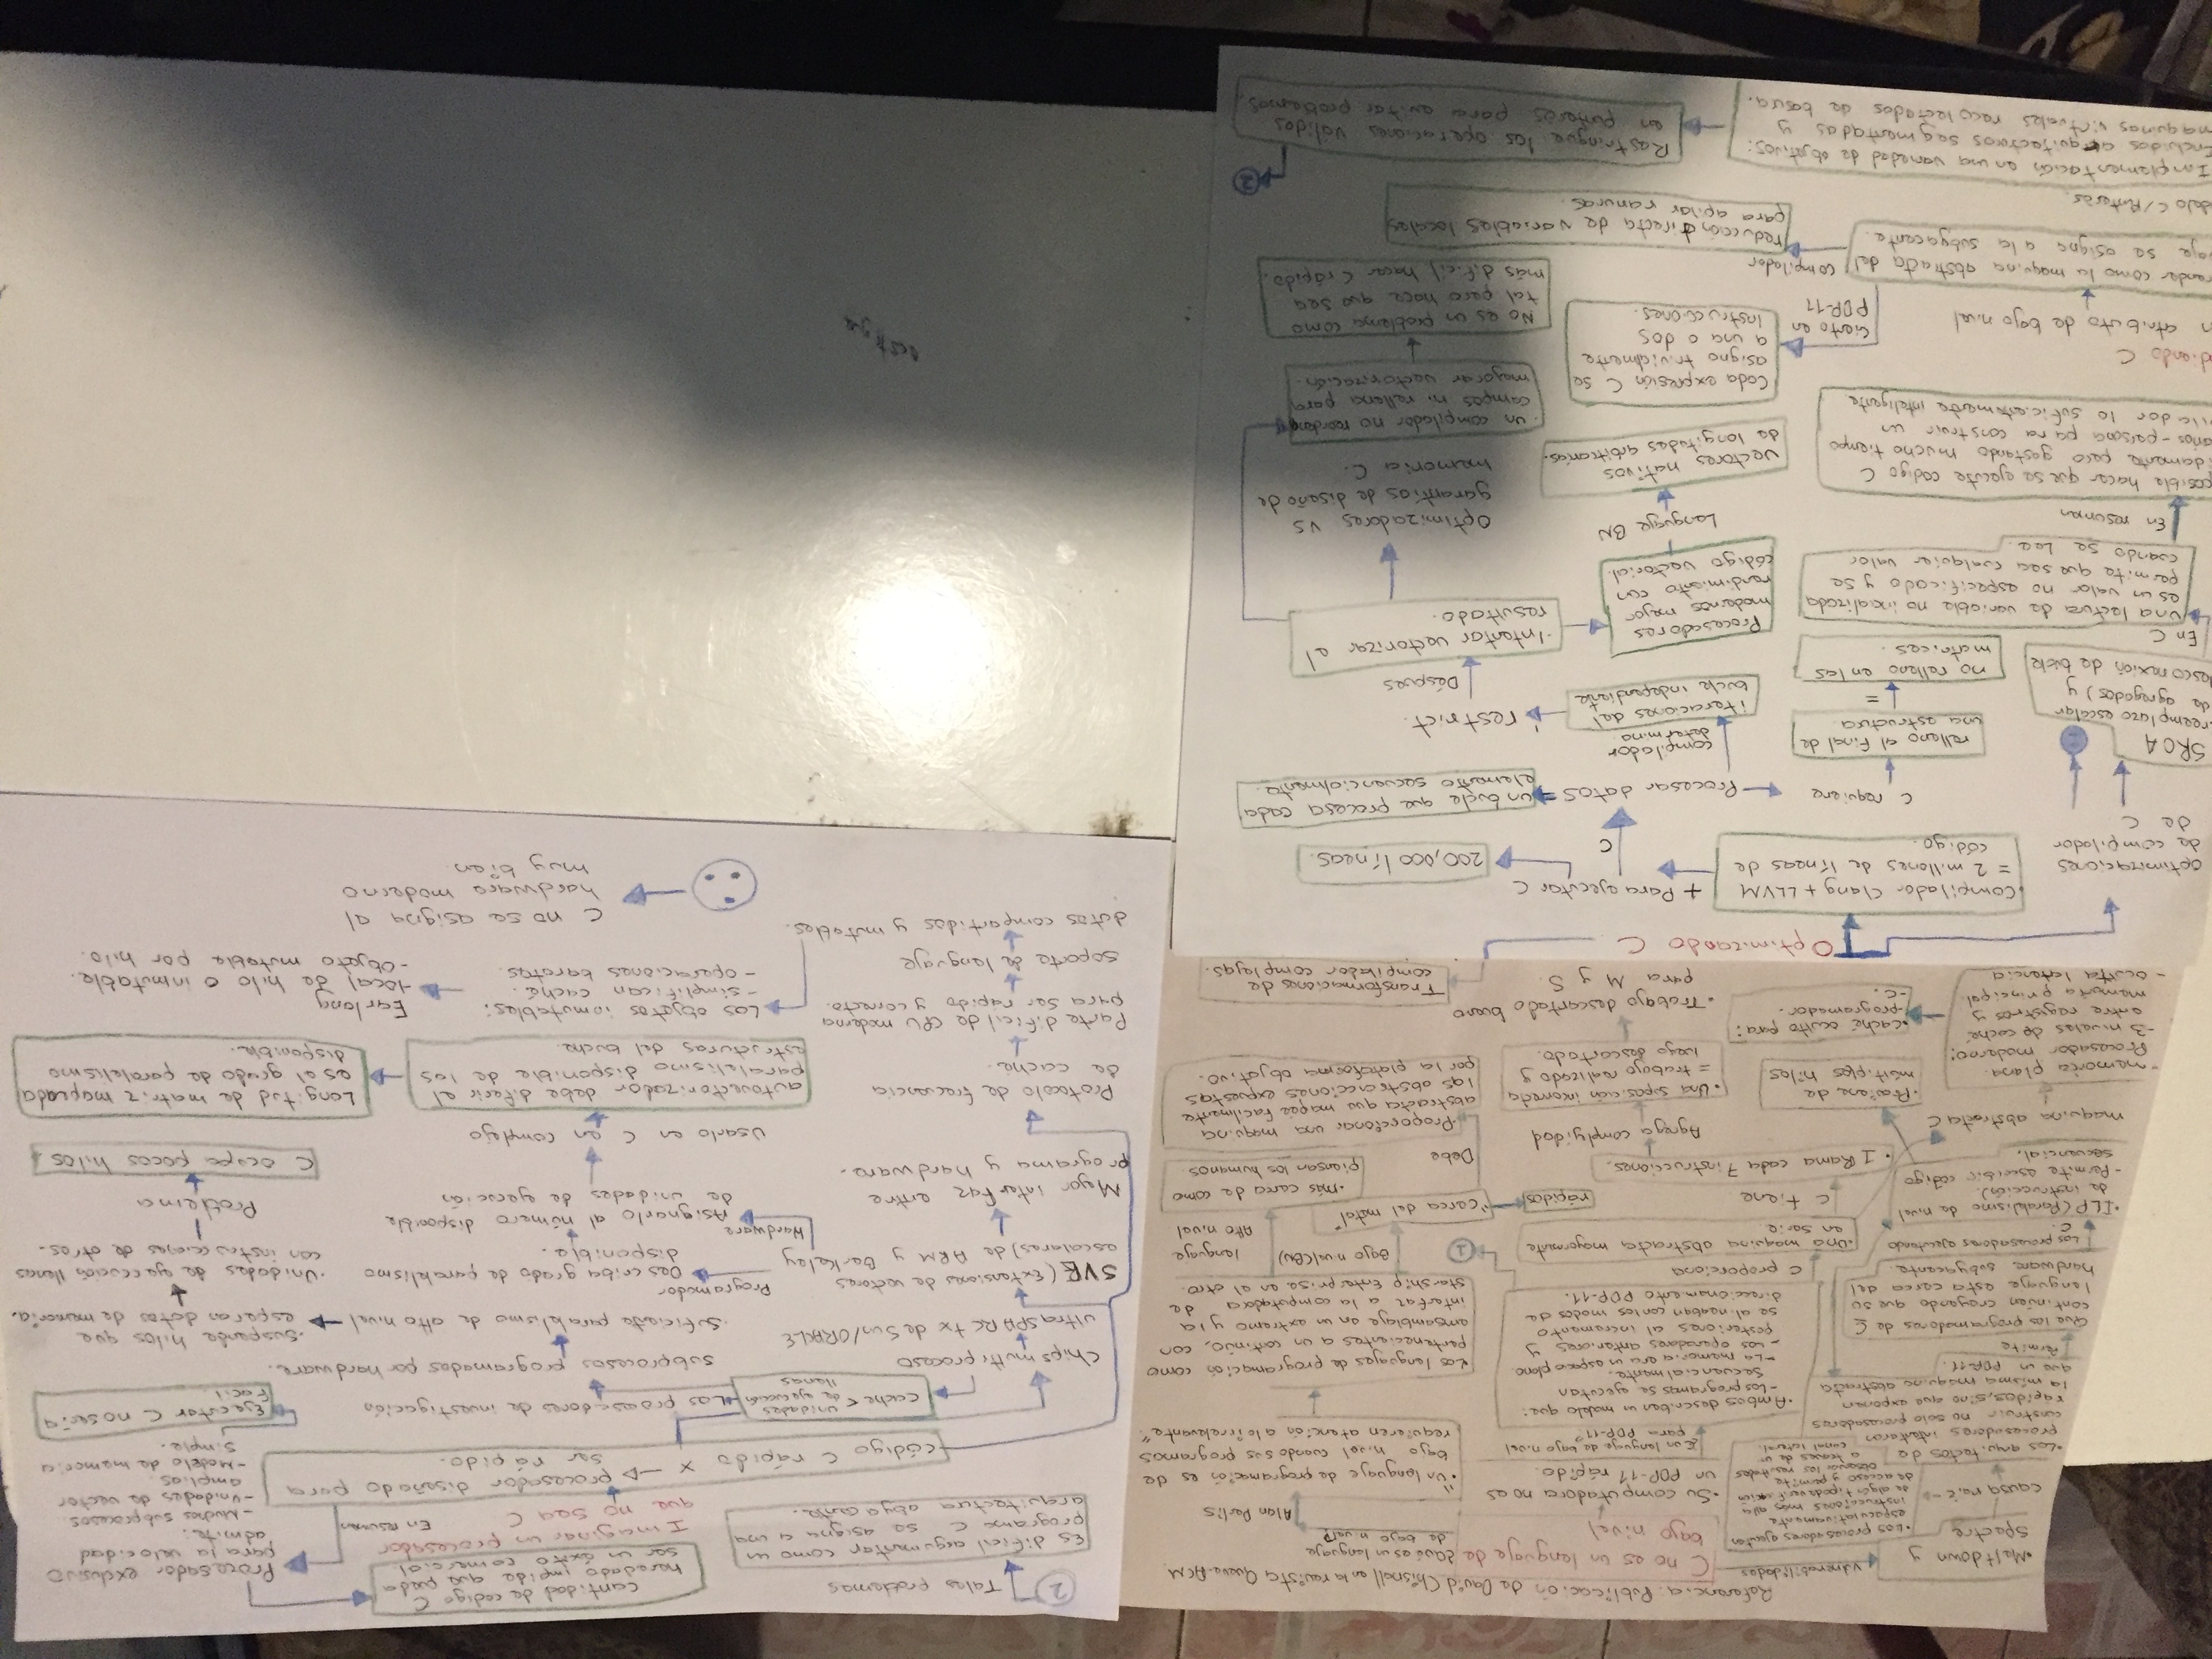 Referencia: Publicación de David Chisnall en la revista Queue-ACM.
C no es un lenguaje de
bajo nivel
vulnerabilidades
•Meltdown y
Spectre
causa raíz
•Los procesadores ejecutan
especulativamente
instrucciones más allá
de algún tipo de verificación
de acceso y permite
observar los resultados
a través de un
canal lateral.
•Los arquitectos de
procesadores intentaron
construir no solo procesadores
rápidos, sino que exponen
la misma maquina abstracta
que un PDP-11.
Permite
Que los programadores de C
continúen creyando que su
lenguaje esta cerca del
hardware subyacente.
Los procesadores ejecutando
C.
•ILP (Paralelismo de nivel
de instrucción).
- Permite escribir código
secuencial.
maquina abstracta C
•Proviene de
múltiples hilos
- memoria plana.
Procesador moderno:
-3 niveles de caché
entre registros y
memoria principal.
- oculta latencia
•caché oculto para:
-programador.
-C.
•Su computadora no es
un PDP-11 rápido.
¿Es un lenguaje de bajo nivel
para PDP-11?
•Ambos describen un modelo que:
- Los programas se ejecutan
secuencialmente.
- La memoria era un espacio plano
- Los operadores anteriores y
posteriores al incremento
se alineaban con los modos de
direccionamiento PDP-11.
C proporciona
•Una maquina abstracta mayormente
en serie.
1
C tiene
• 1 Rama cada 7 instrucciones.
Agrega complejidad
•Una suposición incorrecta
= trabajo realizado y
luego descartado.
•Trabajo descartado bueno
para M y S.
¿Qué es un lenguaje
de bajo nivel?
Alan Perlis
"Un lenguaje de programación es de
bajo nivel cuando sus programas
requieren atención a lo irrelevante".
Los lenguajes de programación como
pertenecientes a un continúo, con
ensamblaje en un extremo y la
interfaz a la computadora de
Starship Enterprise en el otro.
Bajo nivel (BN)
lenguaje
Alto nivel
"cerca del metal"
rápidos
•más cerca de como
piensan los humanos.
Debe
Proporcionar una maquina
abstracta que mapée facilmente
las abstracciones expuestas
por la plataforma objetivo.
Transformaciones de
compilador complejas.
Optimizando C
optimizaciones
de compilador
de C
•Compilador Clang + LLVM
= 2 millones de líneas de
código.
+ Para ejecutar C
200,000 líneas.
C
Procesar datos
un bucle que procesa cada
elemento secuencialmente.
C requiere
relleno al final de
una estructura.
=
no relleno en las
matrices.
compilador
determina
iteraciones del
bucle independiente
restrict.
Déspues
•Intentar vectorizar el
resultado.
Procesadores
modernos mejor
rendimiento con
código vectorial.
Lenguaje BN
vectores nativos
de longitudes arbitrarias.
Optimizadores vs
garantías de diseño de
memoria C.
un compilador no reordena
campos ni rellena para
mejorar vectorización.
No es un problema como
tal pero hace que sea
más difícil hacer C rápido.
SROA
reemplazo escalar
de agregados) y
desconexión de bucle
En C
Una lectura de variable no inicializada
es un valor no especificado y se
permite que sea cualquier valor
cuando se Lee.
En resumen
posible hacer que se ejecute codigo C
idamente pero gastando mucho tiempo
años-persona para construir un
ilador lo suficientemente inteligente
diendo C
n atributo de bajo nivel
ender como la maquina abstracta del
aje se asigna a la subyacente.
Cierto en
PDP-11
Cada expresión C se
asigna trivialmente
a una o dos
instrucciones.
compilador
reducción directa de variables locales
para apilar ranuras.
delo C/Punteros.
Implementación en una variedad de objetivos:
Incluidos arquitecturas segmentadas y
maquinas virtuales recolectadas de basura.
Restringue las operaciones válidas
en punteros para evitar problemas.
2
2
Tales problemas
Es difícil argumentar como un
programa C se asigna a una
arquitectura abyacente.
cantidad de código C
heredado impide que pueda
ser un éxito comercial.
Imaginar un procesador
que no sea C
En resumen
Procesador exclusivo
para la velocidad
admite:
- Muchos subprocesos.
- Unidades de vector
amplias.
- Modelo de memoria
simple.
Ejecutar C no sería
facil.
código C rápido x → procesador diseñado para
ser rápido.
cache < unidades
de ejecución
llenas
Los procesadores de investigación
Chips multiproceso
ultraSPARC tx de Sun/ORACLE
subprocesos programados por hardware.
•Suficiente paralelismo de alto nivel
•Suspende hilos que
esperan datos de memoria.
•Unidades de ejeccución llenas
con instrucciones de otros.
Problema
C ocupa pocos hilos.
SVE (Extensiones de vectores
escalares) de ARM y Berkeley
Programador
Describa grado de paralelismo
disponible.
Hardware
Asignarlo al número disponible
de unidades de ejecución
Mejor interfaz entre
programa y hardware.
Usarlo en C en complejo
autovectorizador debe diferir el
paralelismo disponible de las
estructuras del bucle.
Longitud de matriz mapeada
es el grado de paralelismo
disponible.
Protocolo de frecuencia
de caché.
Parte difícil de CPU moderna
para ser rápido y correcto.
soporte de lenguaje
datos compartidos y mutables.
Los objetos inmutables:
- simplifican caché.
- operaciones baratas.
Earlang
-local de hilo o inmutable.
-Objeto mutable por hilo.
C no se asigna al
hardware moderno
muy bien.